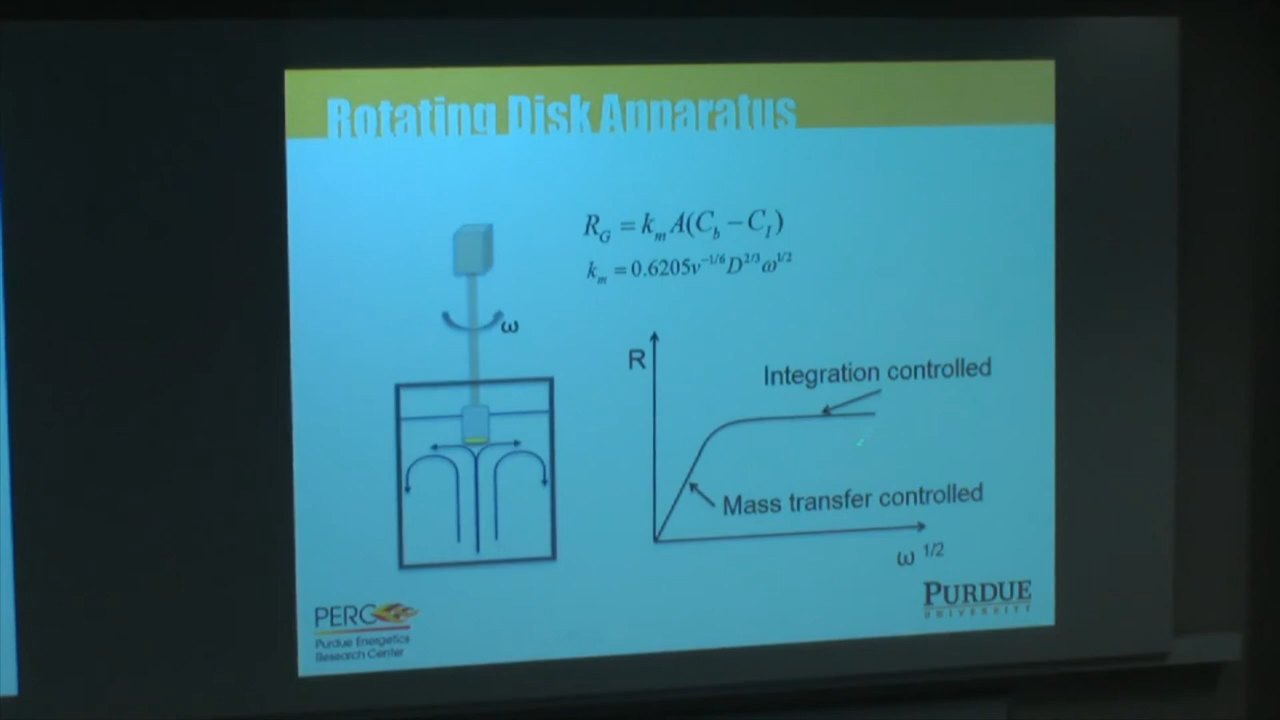 Rotating Disk Apparatus
R_G = k_m A(C_b − C_I)
k_m = 0.6205ν^{−1/6} D^{2/3} ω^{1/2}
ω
R
Integration controlled
Mass transfer controlled
ω 1/2
PERC
Purdue Energetics
Research Center
PURDUE
UNIVERSITY